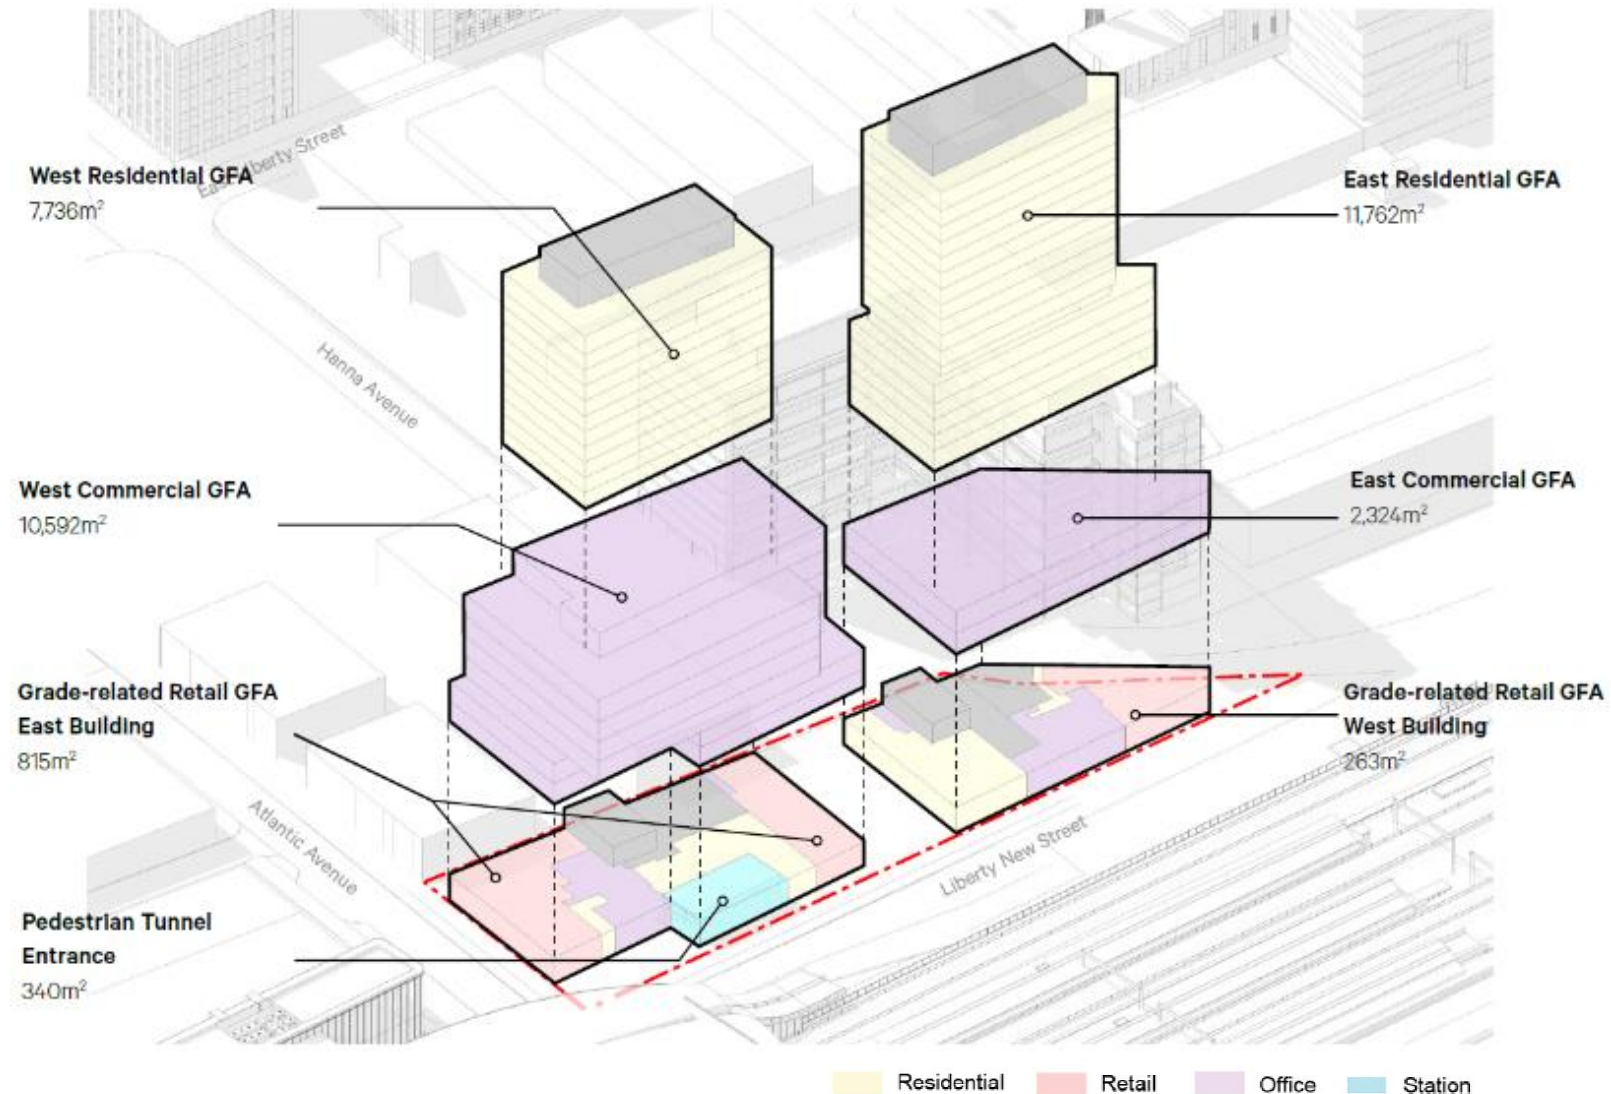 East Liberty Street
West Residential GFA
7,736m²
East Residential GFA
11,762m²
Hanna Avenue
West Commercial GFA
10,592m²
East Commercial GFA
2,324m²
Grade-related Retail GFA
East Building
815m²
Grade-related Retail GFA
West Building
263m²
Atlantic Avenue
Liberty New Street
Pedestrian Tunnel
Entrance
340m²
Residential
Retail
Office
Station